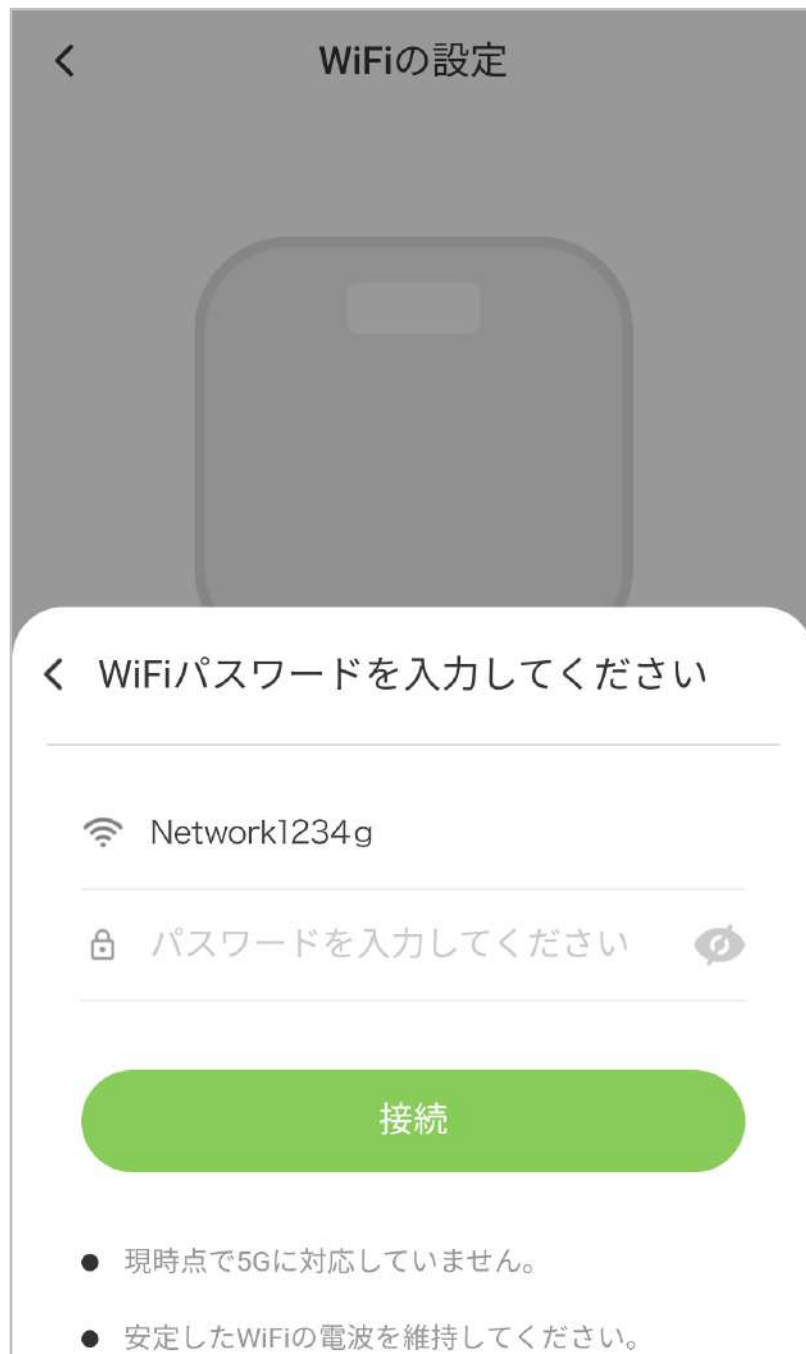 WiFiの設定
WiFiパスワードを入力してください
Network1234g
パスワードを入力してください
接続
現時点で5Gに対応していません。
安定したWiFiの電波を維持してください。